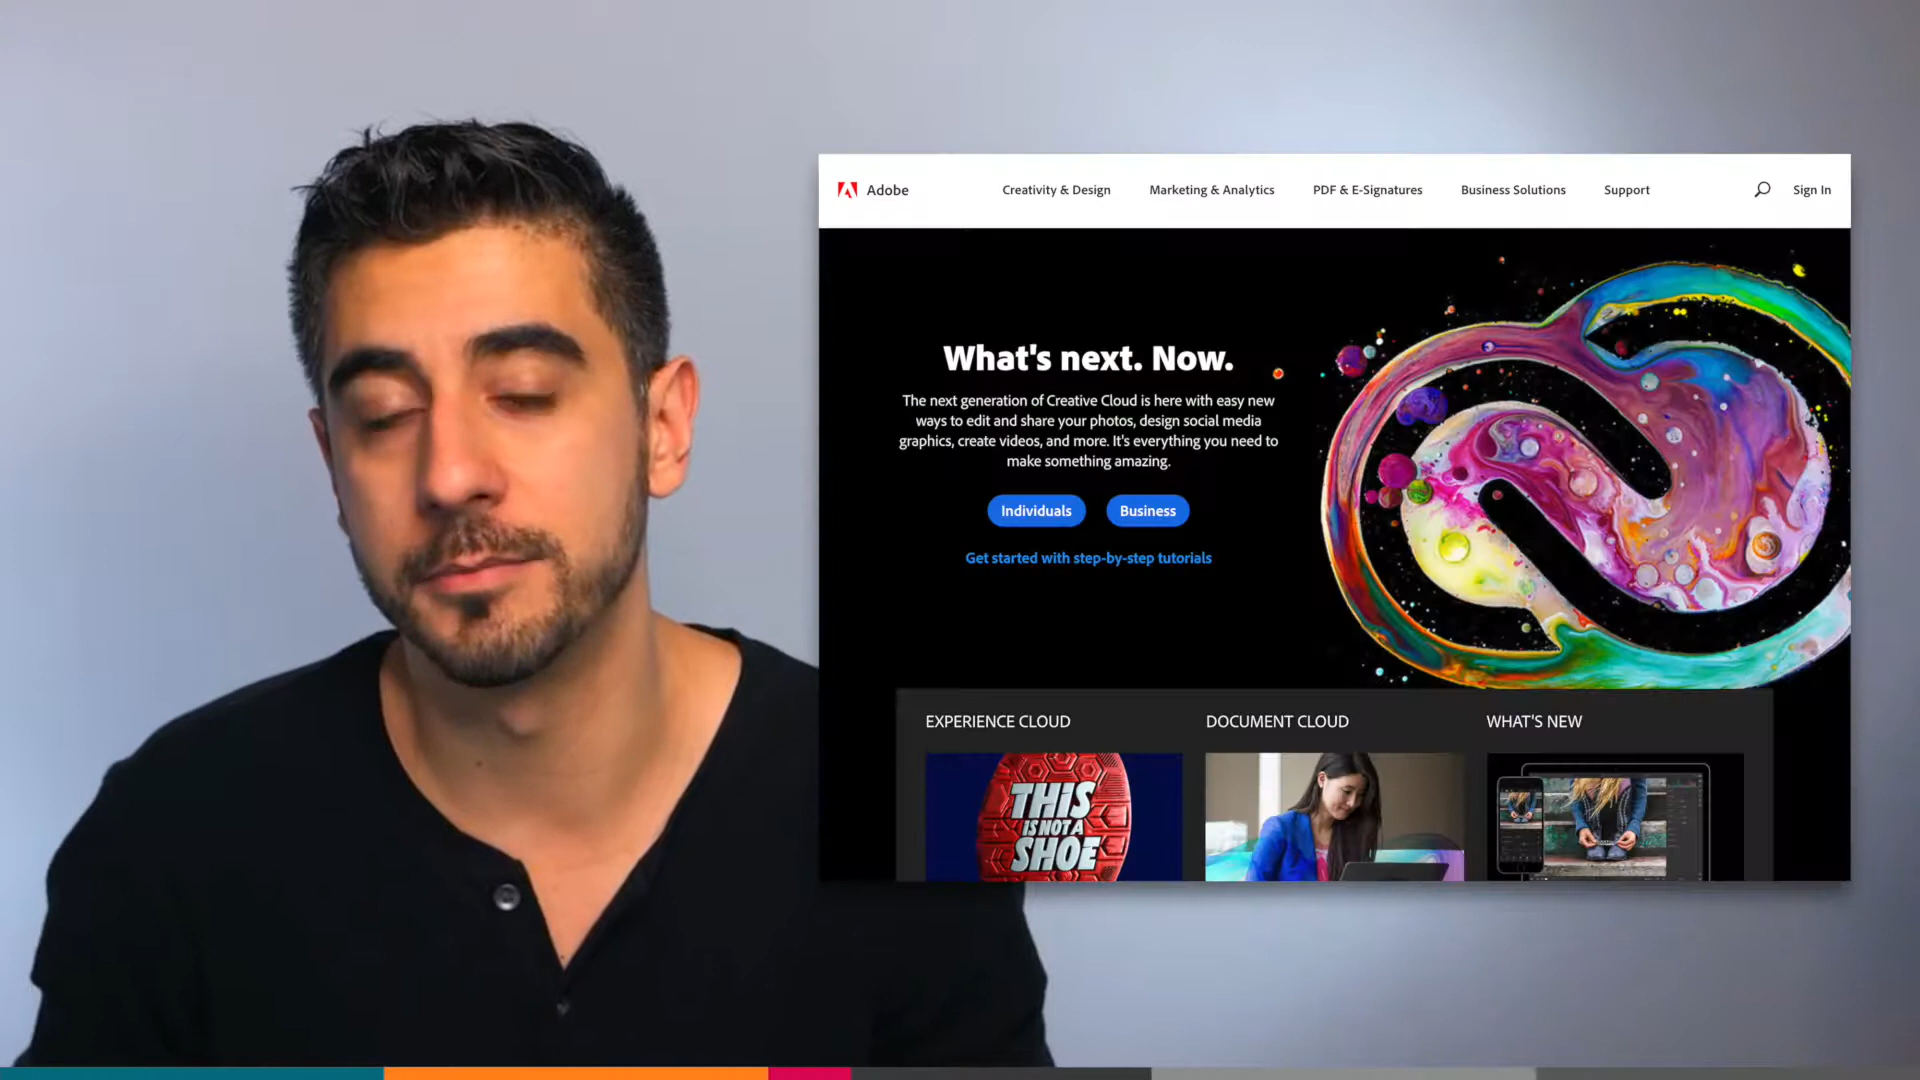 Adobe
Creativity & Design
Marketing & Analytics
PDF & E-Signatures
Business Solutions
Support
Sign In
What's next. Now.
The next generation of Creative Cloud is here with easy new
ways to edit and share your photos, design social media
graphics, create videos, and more. It's everything you need to
make something amazing.
Individuals
Business
Get started with step-by-step tutorials
EXPERIENCE CLOUD
DOCUMENT CLOUD
WHAT'S NEW
THIS
IS NOT A
SHOE